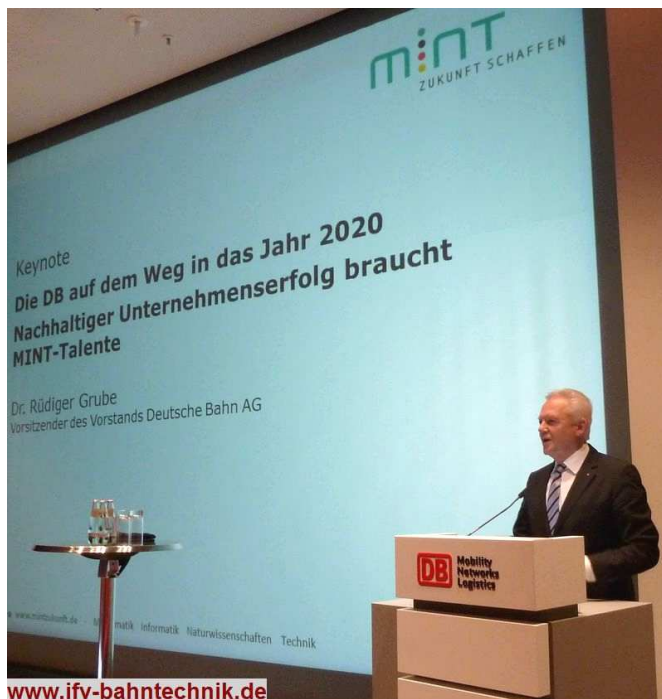 MINT
ZUKUNFT SCHAFFEN
Keynote
Die DB auf dem Weg in das Jahr 2020
Nachhaltiger Unternehmenserfolg braucht
MINT-Talente
Dr. Rüdiger Grube
Vorsitzender des Vorstands Deutsche Bahn AG
DB
Mobility
Networks
Logistics
www.mintzukunft.de
Informatik Naturwissenschaften Technik
www.ifv-bahntechnik.de